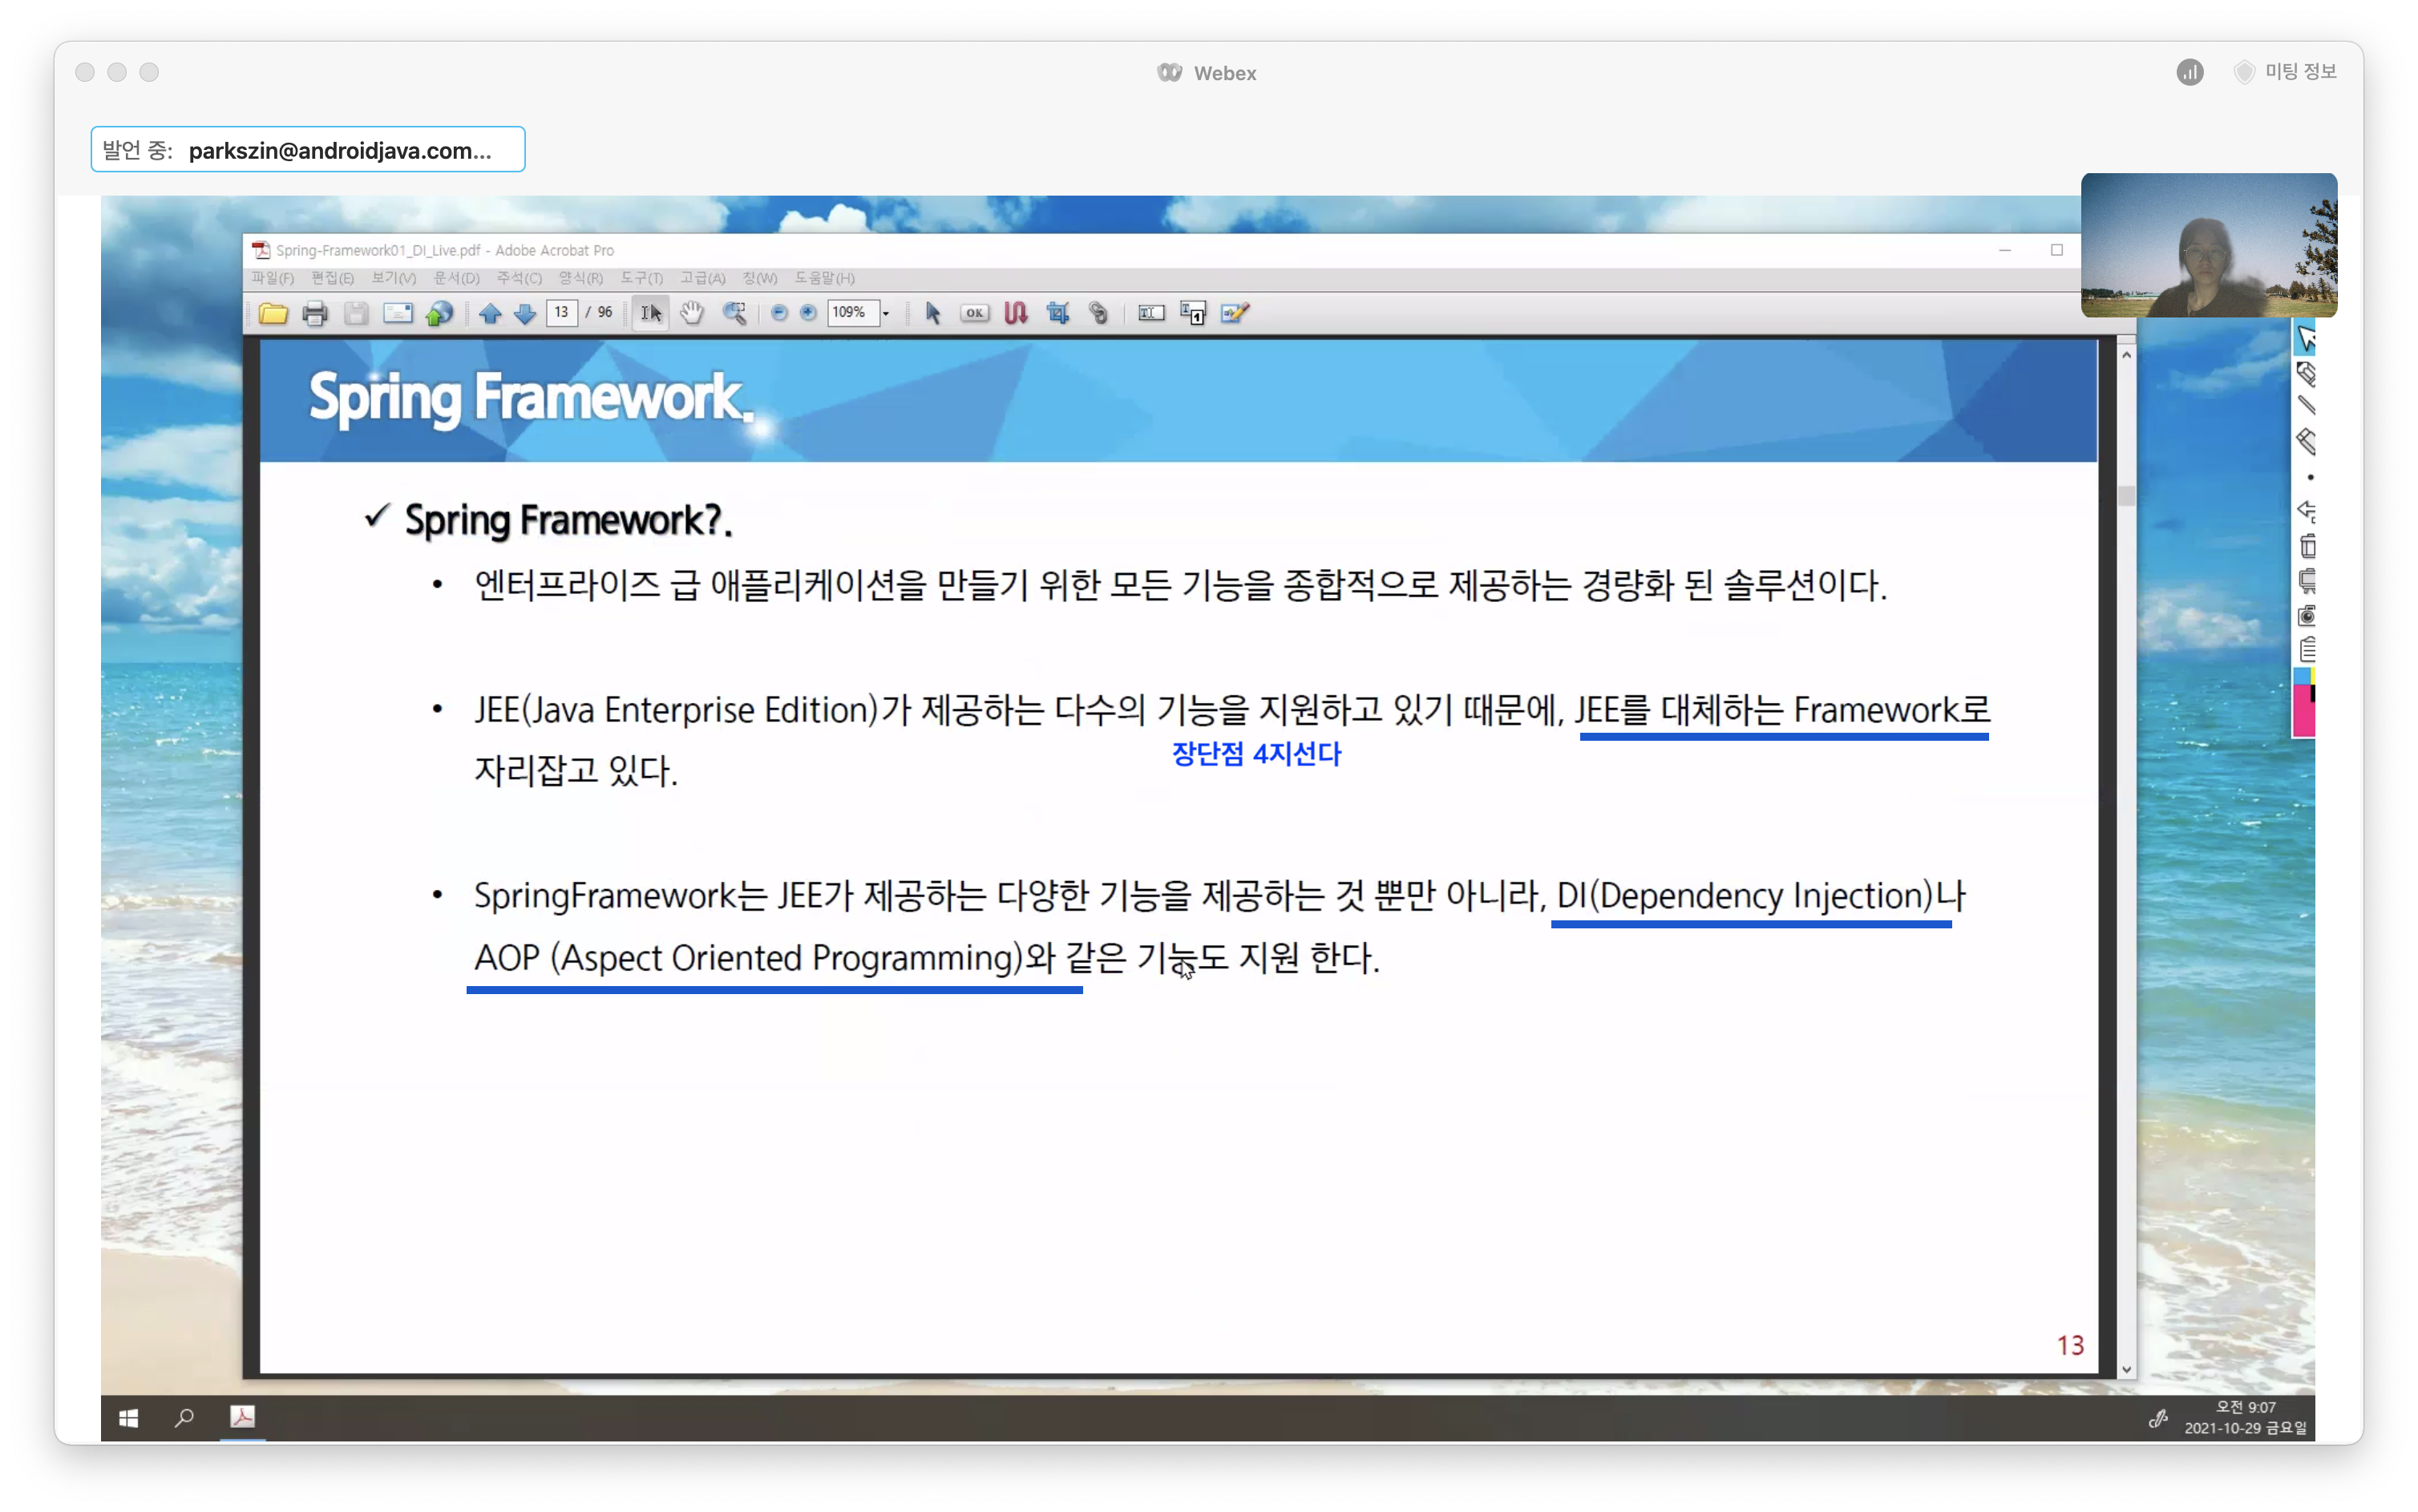 Webex
미팅 정보
발언 중: parkszin@androidjava.com...
Spring-Framework01_DI_Live.pdf - Adobe Acrobat Pro
파일(F) 편집(E) 보기(V) 문서(D) 주석(C) 양식(R) 도구(T) 고급(A) 창(W) 도움말(H)
13 / 96 109% OK
Spring Framework.
✓ Spring Framework?.
• 엔터프라이즈 급 애플리케이션을 만들기 위한 모든 기능을 종합적으로 제공하는 경량화 된 솔루션이다.
• JEE(Java Enterprise Edition)가 제공하는 다수의 기능을 지원하고 있기 때문에, JEE를 대체하는 Framework로
장단점 4지선다
자리잡고 있다.
• SpringFramework는 JEE가 제공하는 다양한 기능을 제공하는 것 뿐만 아니라, DI(Dependency Injection)나
AOP (Aspect Oriented Programming)와 같은 기능도 지원 한다.
13
오전 9:07
2021-10-29 금요일